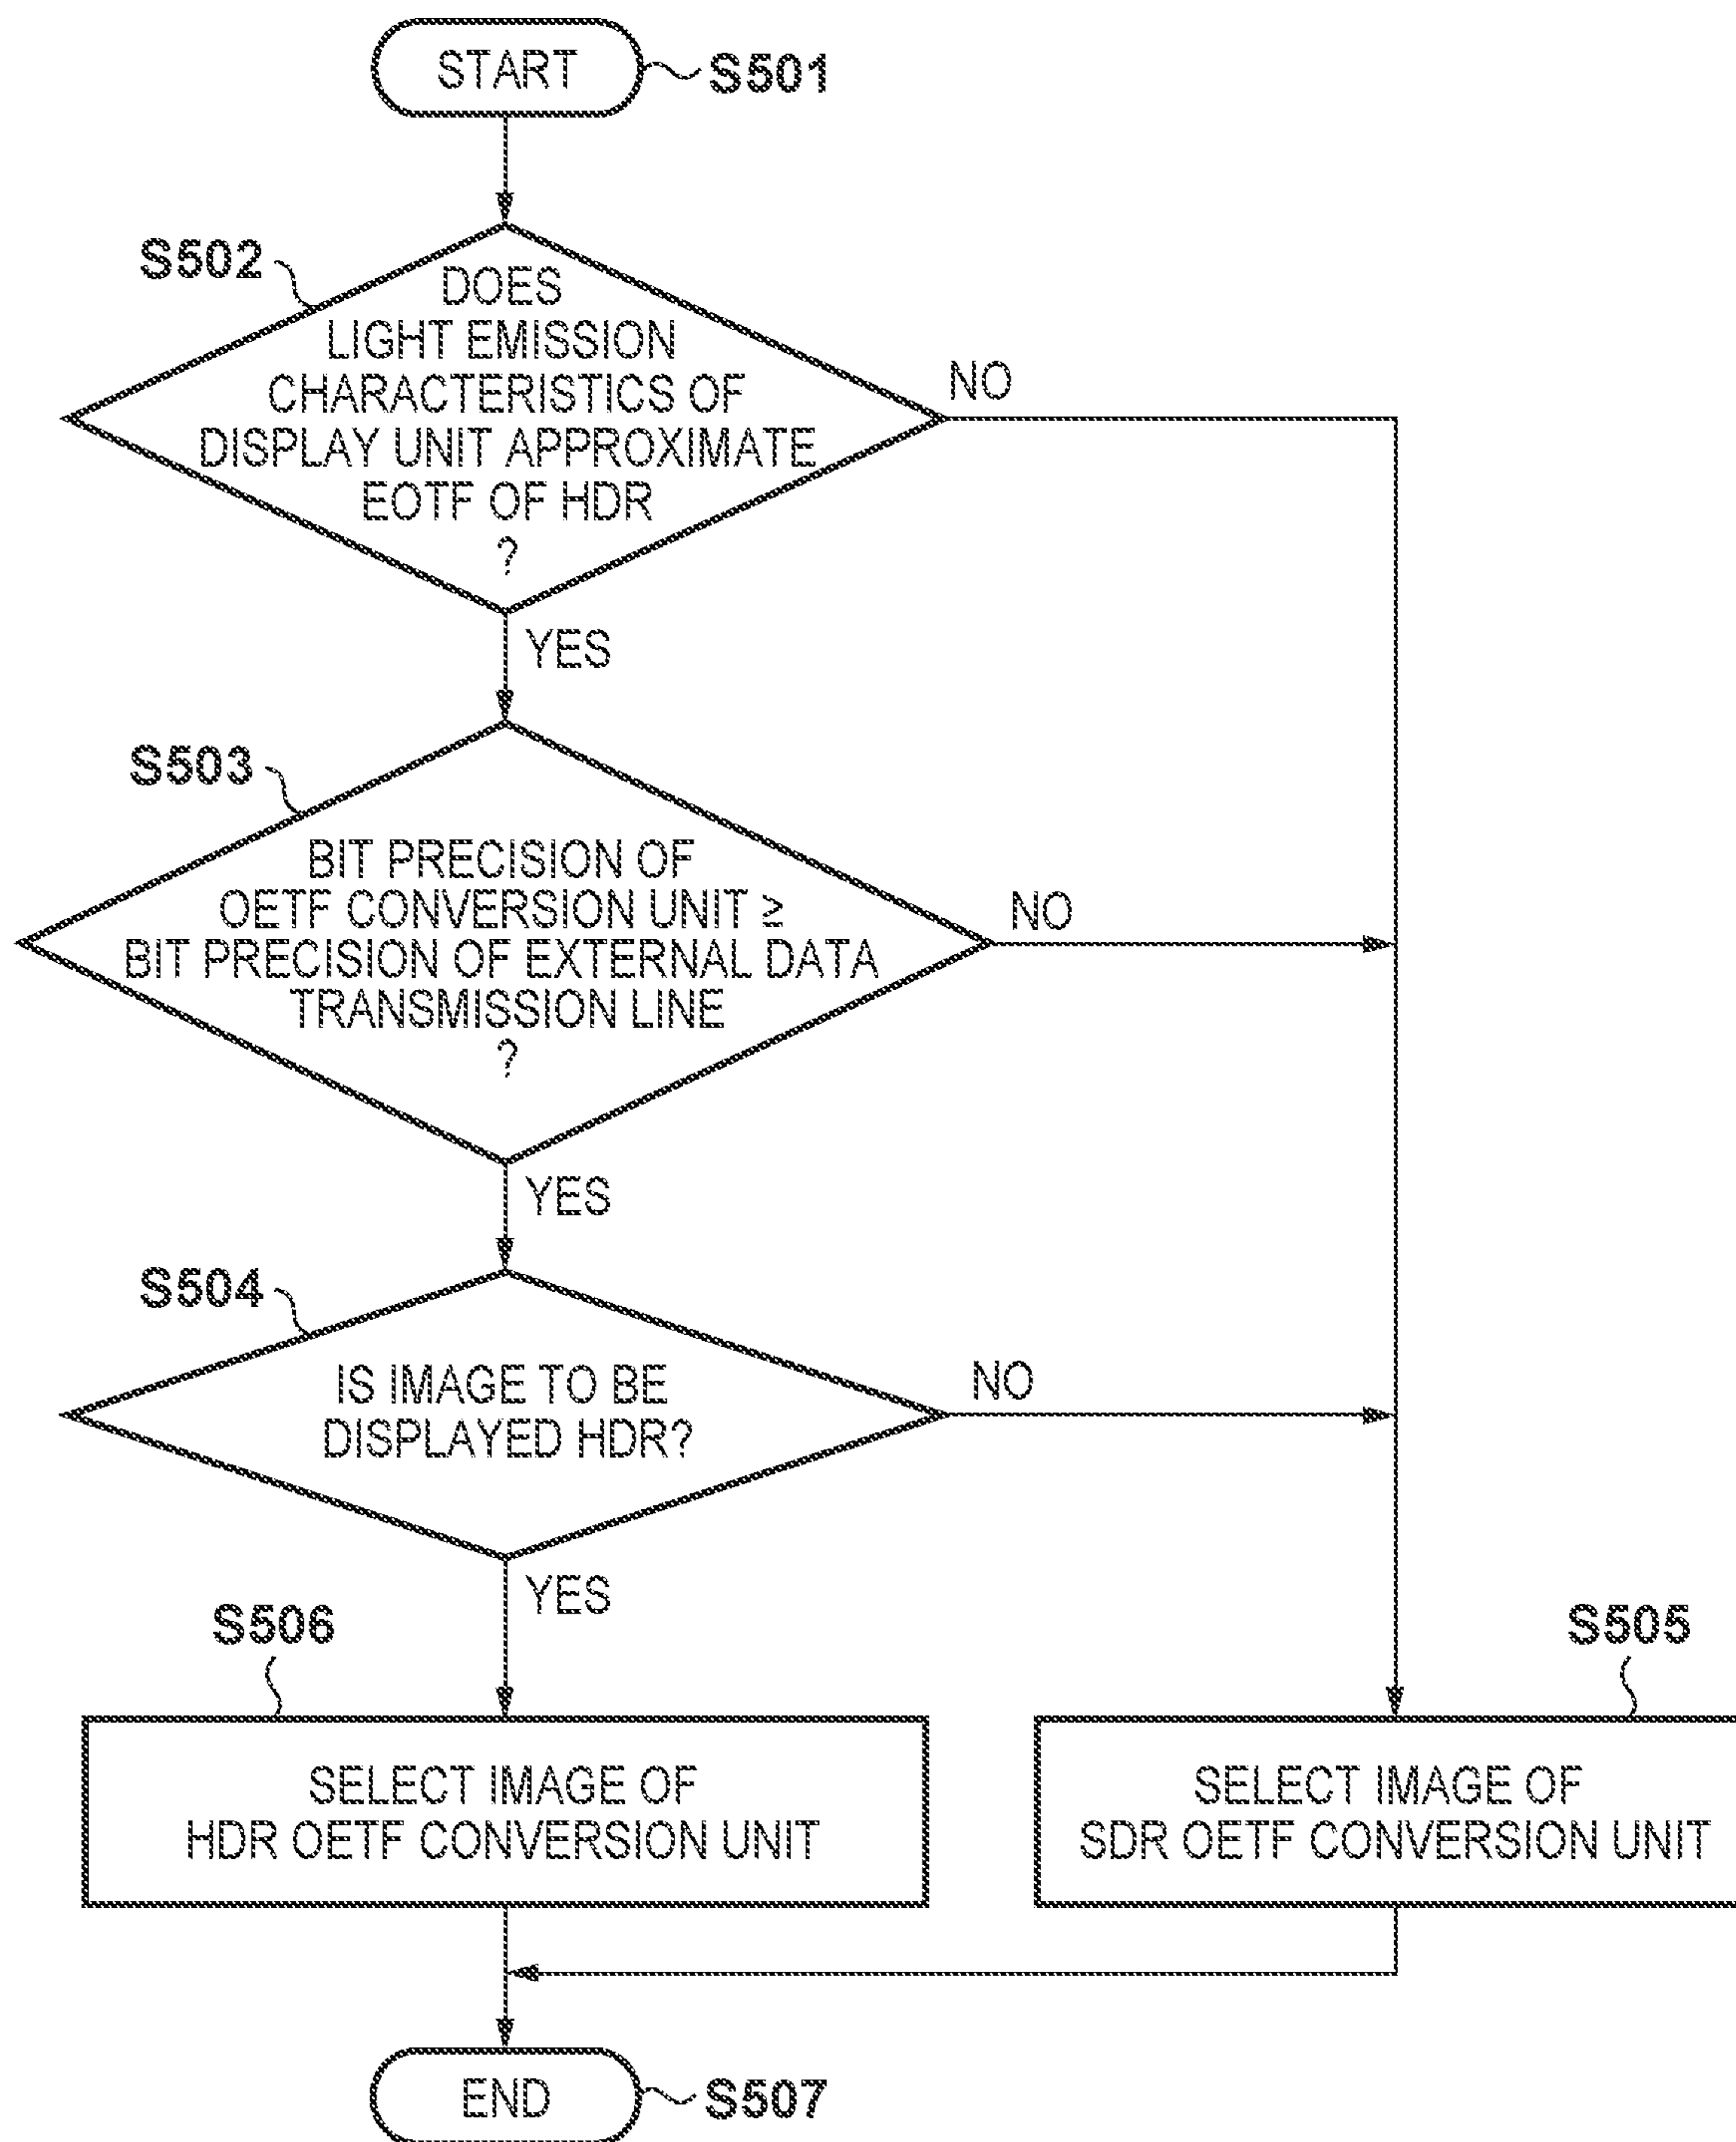 START
S501
S502
DOES
LIGHT EMISSION
CHARACTERISTICS OF
DISPLAY UNIT APPROXIMATE
EOTF OF HDR
?
NO
YES
S503
BIT PRECISION OF
OETF CONVERSION UNIT ≥
BIT PRECISION OF EXTERNAL DATA
TRANSMISSION LINE
?
NO
YES
S504
IS IMAGE TO BE
DISPLAYED HDR?
NO
YES
S506
SELECT IMAGE OF
HDR OETF CONVERSION UNIT
S505
SELECT IMAGE OF
SDR OETF CONVERSION UNIT
END
S507